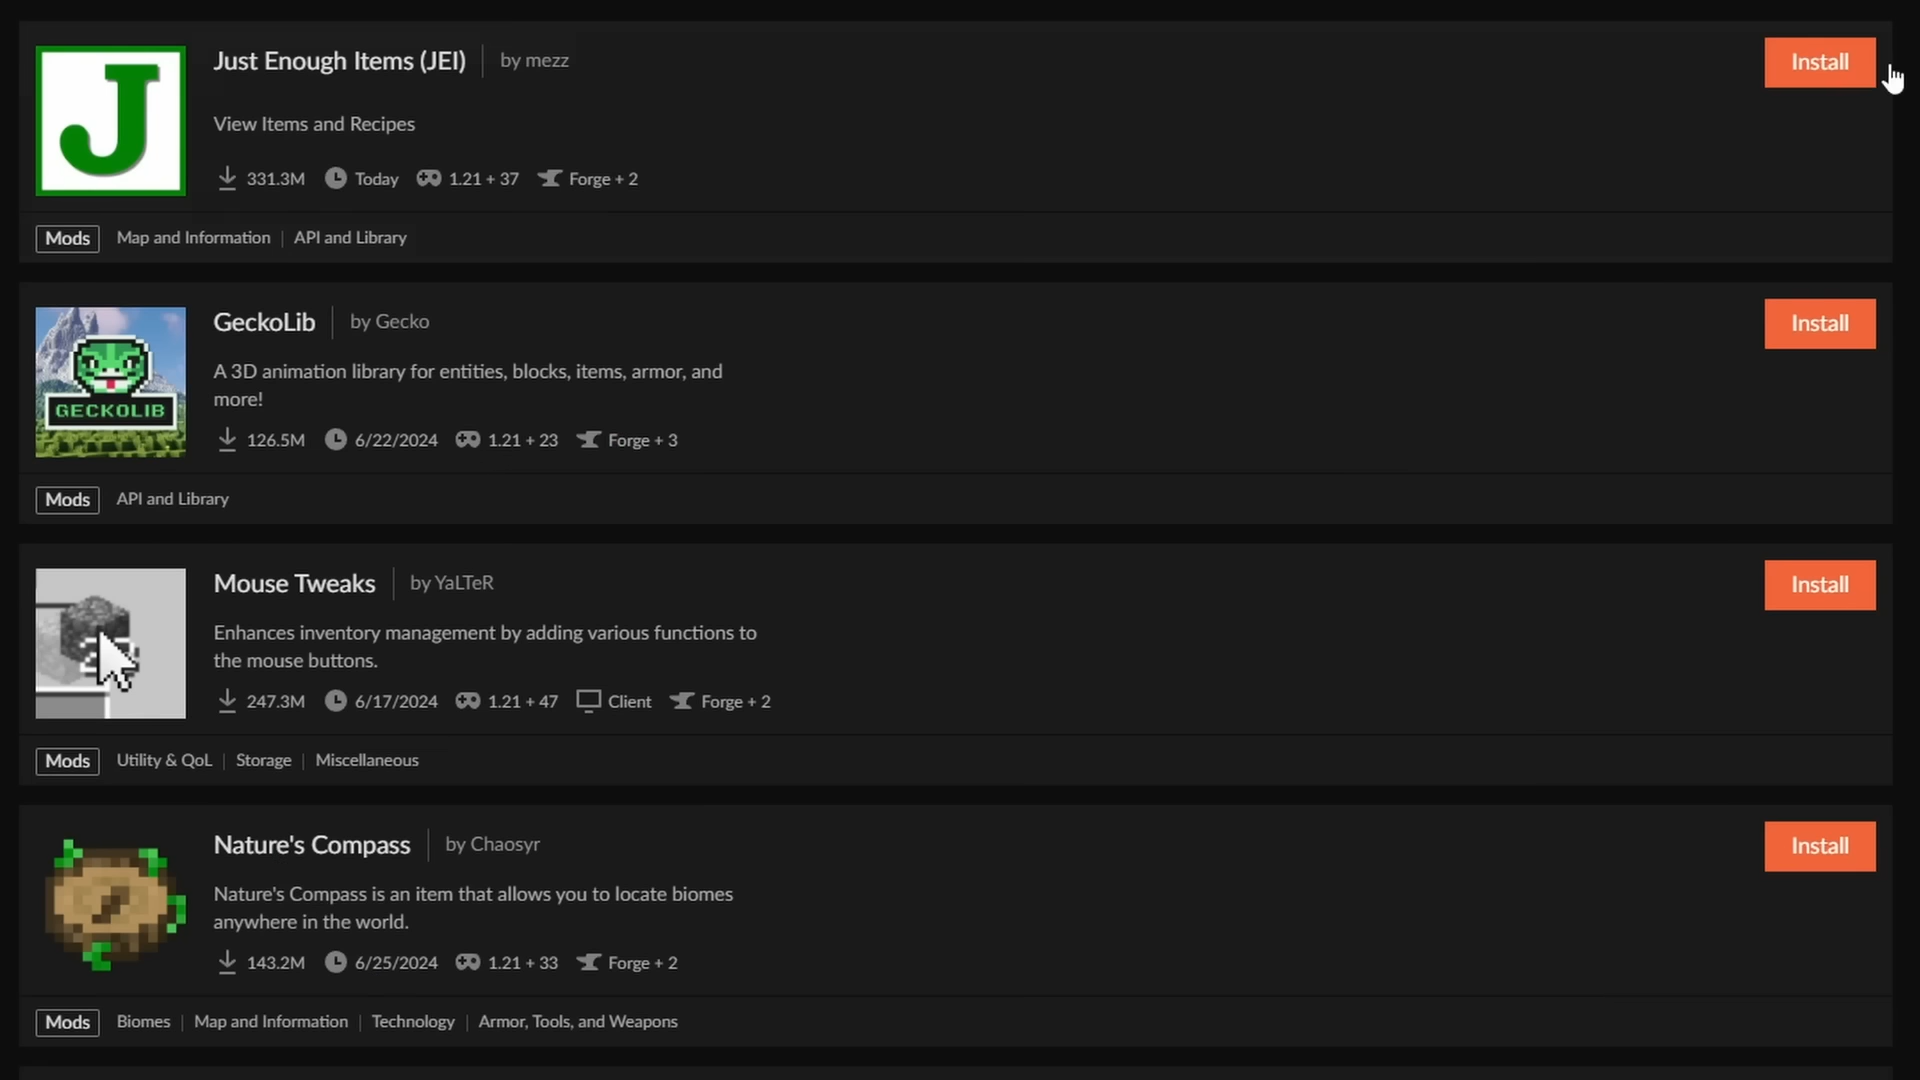 Just Enough Items (JEI) by mezz
Install
View Items and Recipes
331.3M Today 1.21 + 37 Forge + 2
Mods Map and Information API and Library
GeckoLib by Gecko
Install
A 3D animation library for entities, blocks, items, armor, and
more!
GECKOLIB
126.5M 6/22/2024 1.21 + 23 Forge + 3
Mods API and Library
Mouse Tweaks by YaLTeR
Install
Enhances inventory management by adding various functions to
the mouse buttons.
247.3M 6/17/2024 1.21 + 47 Client Forge + 2
Mods Utility & QoL Storage Miscellaneous
Nature's Compass by Chaosyr
Install
Nature's Compass is an item that allows you to locate biomes
anywhere in the world.
143.2M 6/25/2024 1.21 + 33 Forge + 2
Mods Biomes Map and Information Technology Armor, Tools, and Weapons